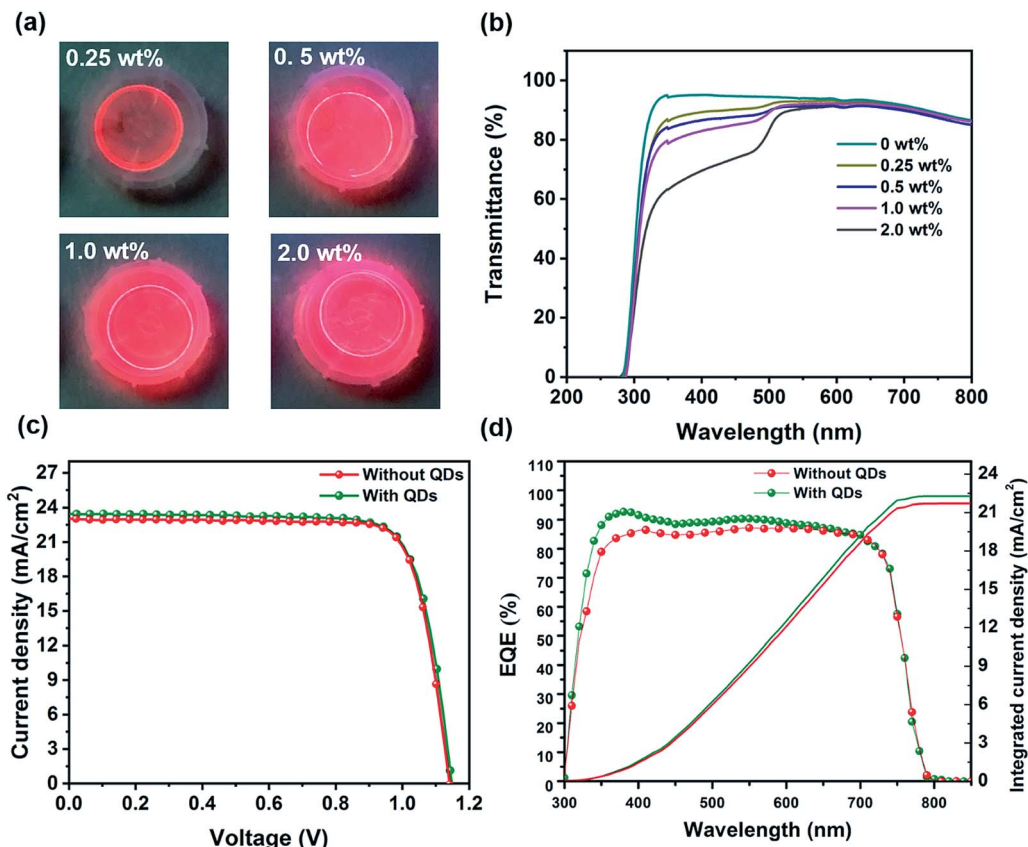 (a)
0.25 wt%
0. 5 wt%
1.0 wt%
2.0 wt%
(b)
Transmittance (%)
100
80
60
40
20
0
0 wt%
0.25 wt%
0.5 wt%
1.0 wt%
2.0 wt%
200 300 400 500 600 700 800
Wavelength (nm)
(c)
Current density (mA/cm²)
27
24
21
18
15
12
9
6
3
0
Without QDs
With QDs
0.0 0.2 0.4 0.6 0.8 1.0 1.2
Voltage (V)
(d)
EQE (%)
110
100
90
80
70
60
50
40
30
20
10
0
Without QDs
With QDs
24
21
18
15
12
9
6
3
0
Integrated current density (mA/cm²)
300 400 500 600 700 800
Wavelength (nm)